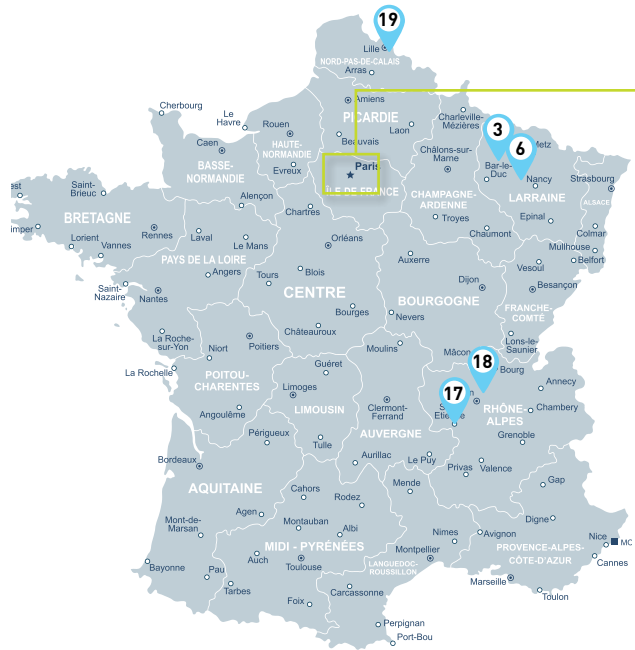 19
Lille
NORD-PAS-DE-CALAIS
Arras
Cherbourg
Le
Havre
Rouen
Amiens
PICARDIE
Laon
Charleville-
Mézières
3
6
Metz
Caen
HAUTE-
NORMANDIE
Beauvais
BASSE-
NORMANDIE
Evreux
Paris
ÎLE DE FRANCE
Châlons-sur-
Marne
Bar-le-
Duc
Nancy
Strasbourg
LARRAINE
ALSACE
est
Saint-
Brieuc
Alençon
Chartres
CHAMPAGNE-
ARDENNE
Troyes
Epinal
Chaumont
Colmar
BRETAGNE
imper
Lorient
Vannes
Rennes
Laval
Le Mans
PAYS DE LA LOIRE
Angers
Orléans
Auxerre
Müllhouse
Belfort
Vesoul
Saint-
Nazaire
Nantes
Tours
Blois
CENTRE
Bourges
BOURGOGNE
Dijon
Besançon
Nevers
FRANCHE-
COMTÉ
La Roche-
sur-Yon
Niort
Poitiers
Châteauroux
Moulins
Mâcon
Lons-le-
Saunier
La Rochelle
POITOU-
CHARENTES
Guéret
Limoges
LIMOUSIN
Clermont-
Ferrand
18
17
Bourg
Annecy
Etienne
RHÔNE-
ALPES
Chambery
Angoulême
Périgueux
Tulle
AUVERGNE
Aurillac
Le Puy
Grenoble
Privas
Valence
Bordeaux
AQUITAINE
Cahors
Rodez
Mende
Gap
Mont-de-
Marsan
Agen
Montauban
Albi
Nimes
Avignon
Digne
Nice
MC
Cannes
MIDI - PYRÉNÉES
Montpellier
PROVENCE-ALPES-
CÔTE-D'AZUR
Bayonne
Pau
Auch
Toulouse
LANGUEDOC-
ROUSSILLON
Marseille
Toulon
Tarbes
Foix
Carcassonne
Perpignan
Port-Bou